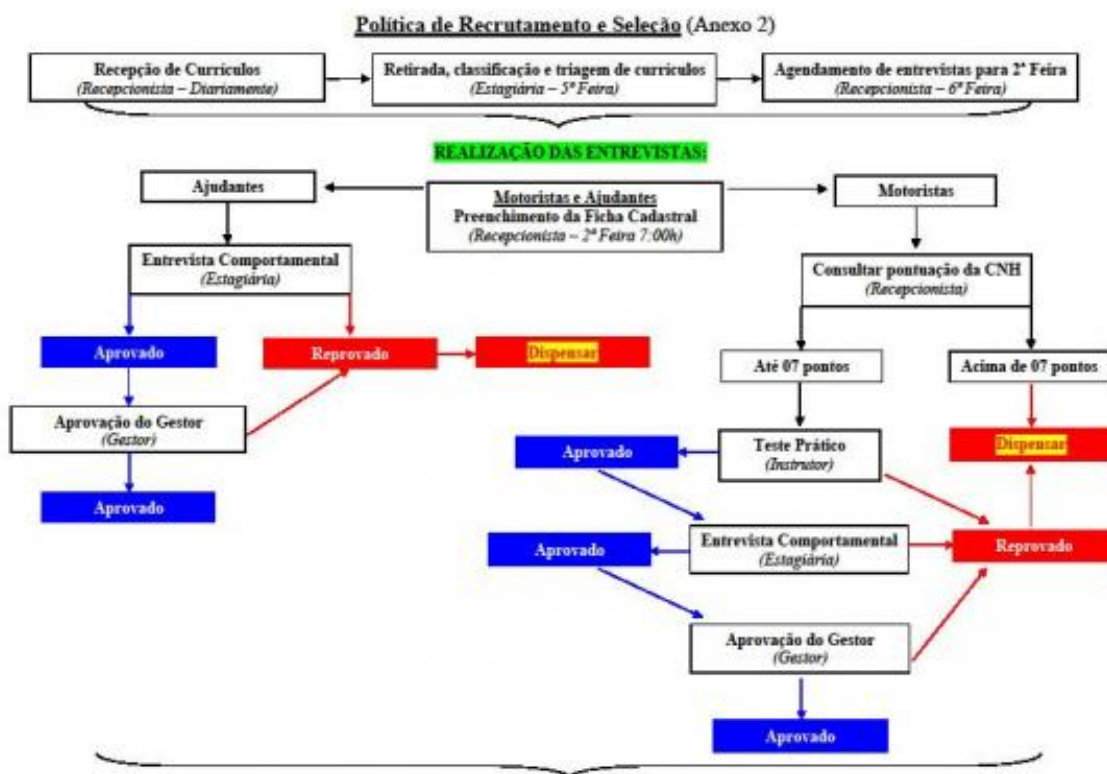 Política de Recrutamento e Seleção (Anexo 2)
Recepção de Currículos
(Recepcionista – Diariamente)
Retirada, classificação e triagem de currículos
(Estagiária – 5ª Feira)
Agendamento de entrevistas para 2ª Feira
(Recepcionista – 6ª Feira)
REALIZAÇÃO DAS ENTREVISTAS:
Ajudantes
Motoristas e Ajudantes
Preenchimento da Ficha Cadastral
(Recepcionista – 2ª Feira 7:00h)
Motoristas
Entrevista Comportamental
(Estagiária)
Consultar pontuação da CNH
(Recepcionista)
Aprovado
Reprovado
Dispensar
Até 07 pontos
Acima de 07 pontos
Aprovação do Gestor
(Gestor)
Aprovado
Teste Prático
(Instrutor)
Dispensar
Aprovado
Aprovado
Entrevista Comportamental
(Estagiária)
Reprovado
Aprovação do Gestor
(Gestor)
Aprovado